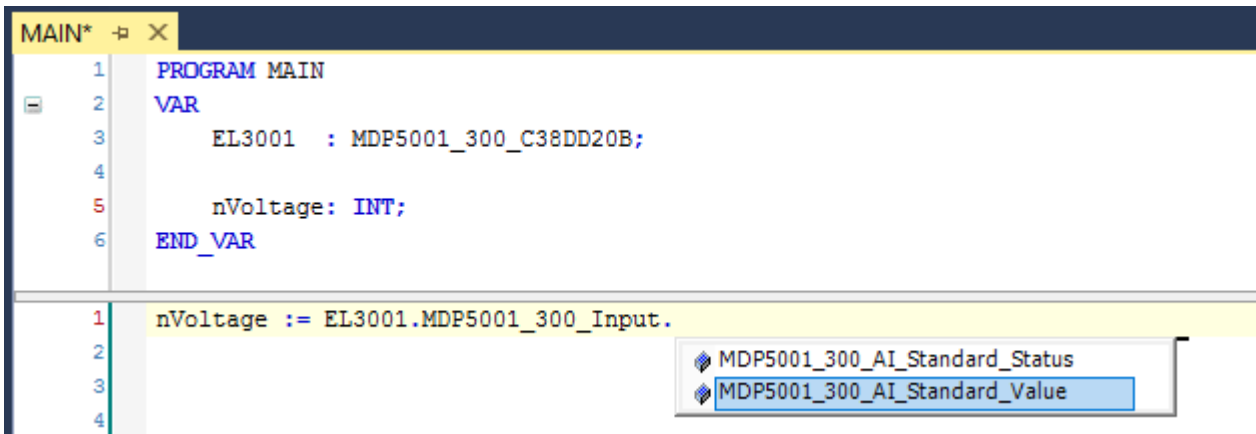 MAIN*
1 PROGRAM MAIN
2 VAR
3 EL3001 : MDP5001_300_C38DD20B;
4
5 nVoltage: INT;
6 END_VAR
1 nVoltage := EL3001.MDP5001_300_Input.
2 MDP5001_300_AI_Standard_Status
3 MDP5001_300_AI_Standard_Value
4